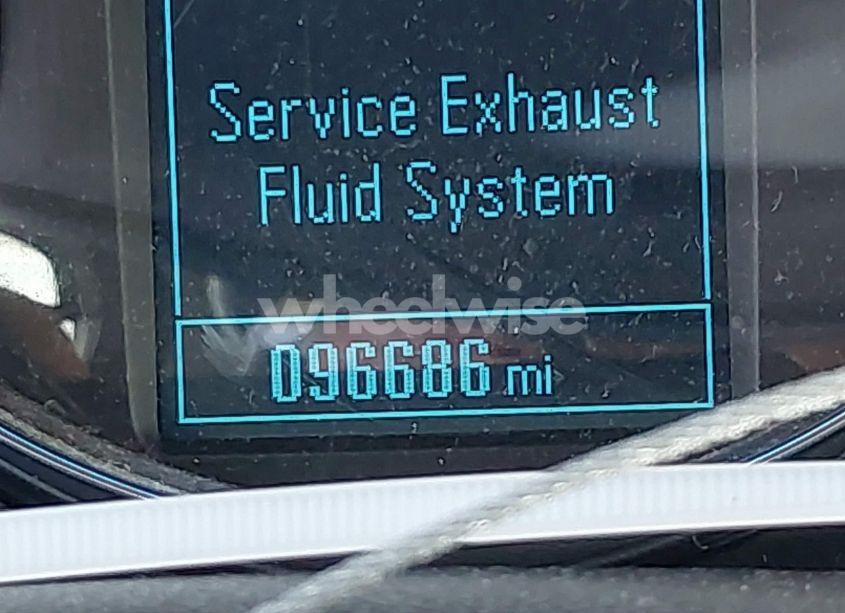 Service Exhaust
Fluid System
wheelwise
096686 mi